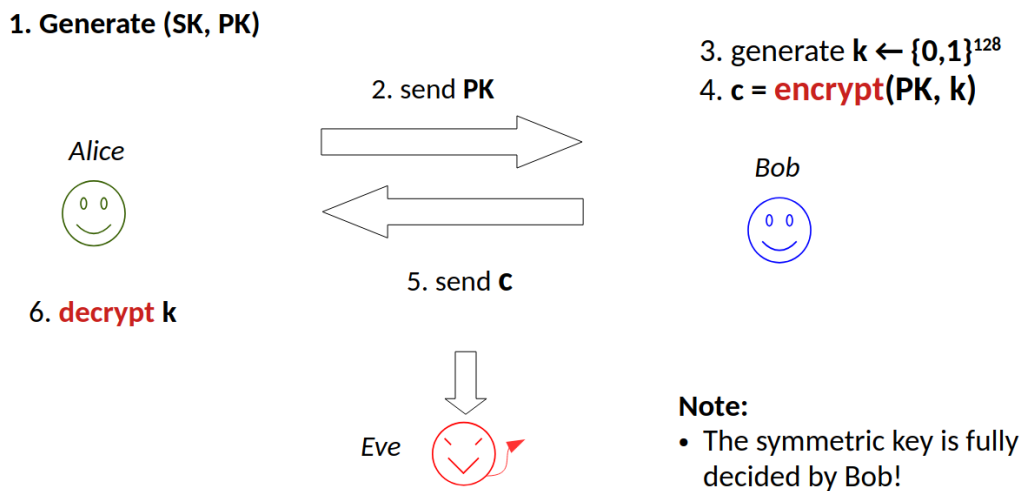 1. Generate (SK, PK)
3. generate k ← {0,1}¹²⁸
4. c = encrypt(PK, k)
2. send PK
Alice
Bob
5. send c
6. decrypt k
Eve
Note:
• The symmetric key is fully
decided by Bob!